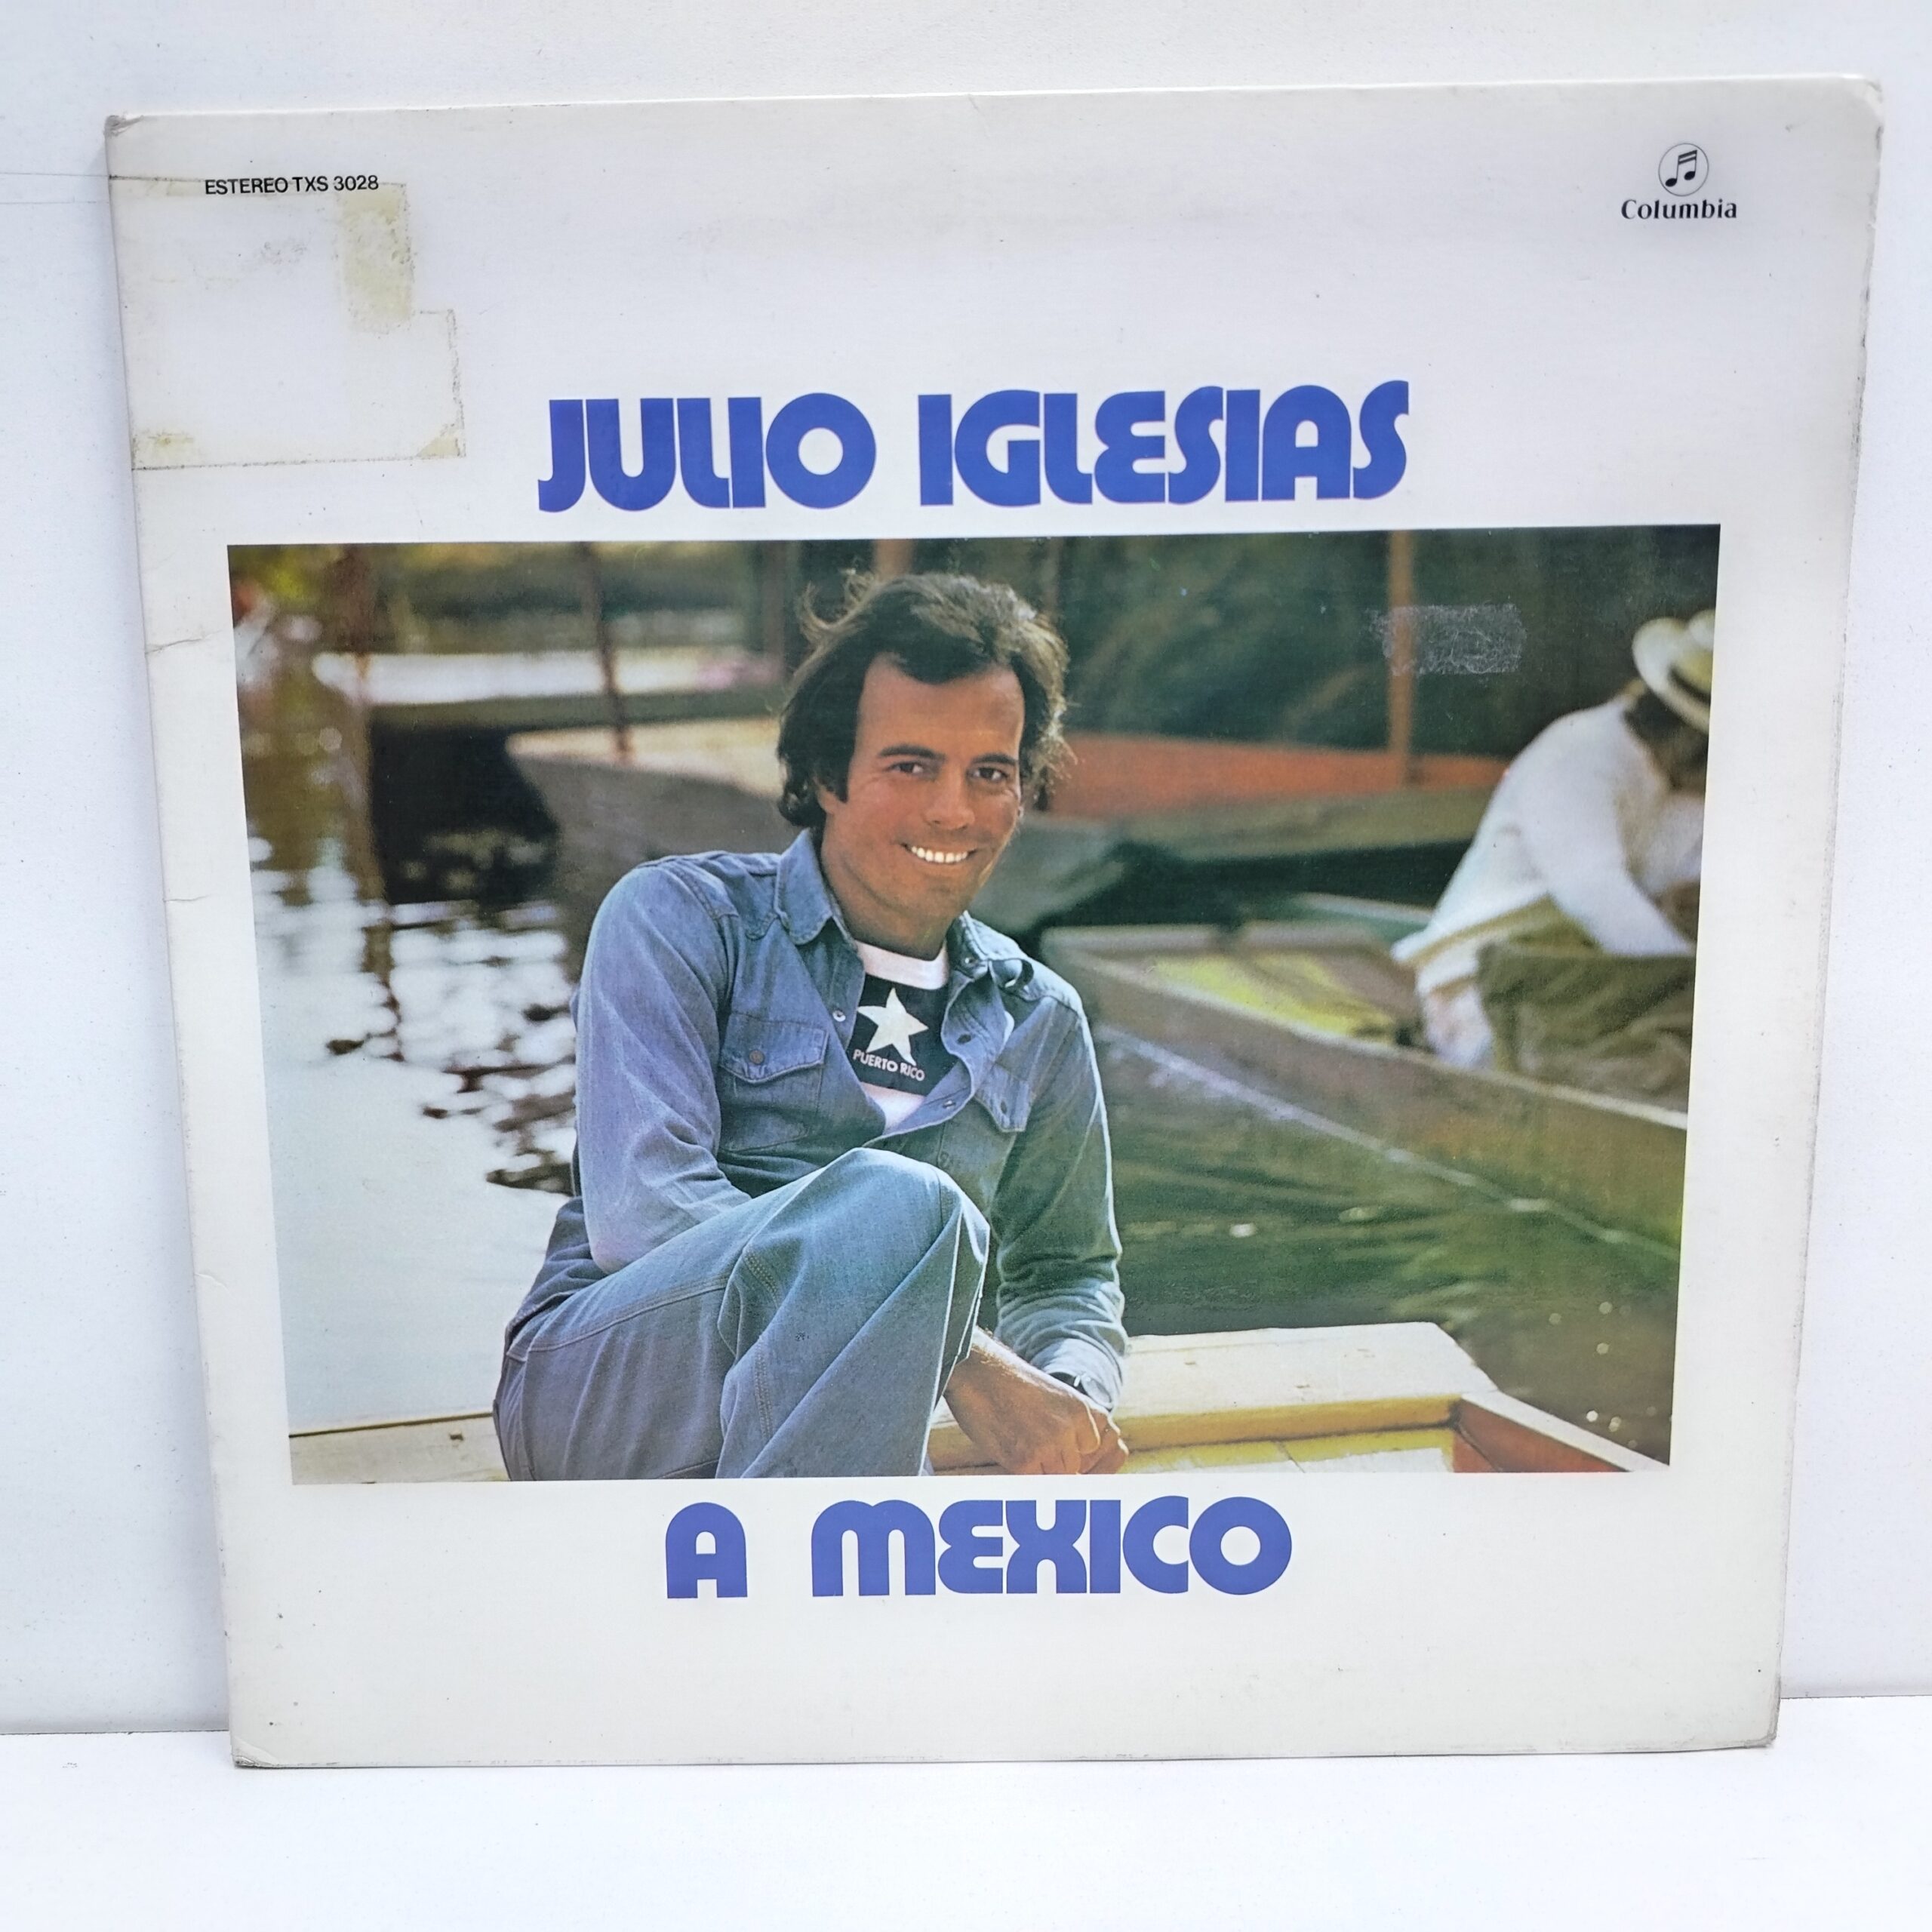 ESTEREO TXS 3028
Columbia
JULIO IGLESIAS
PUERTO RICO
A MEXICO